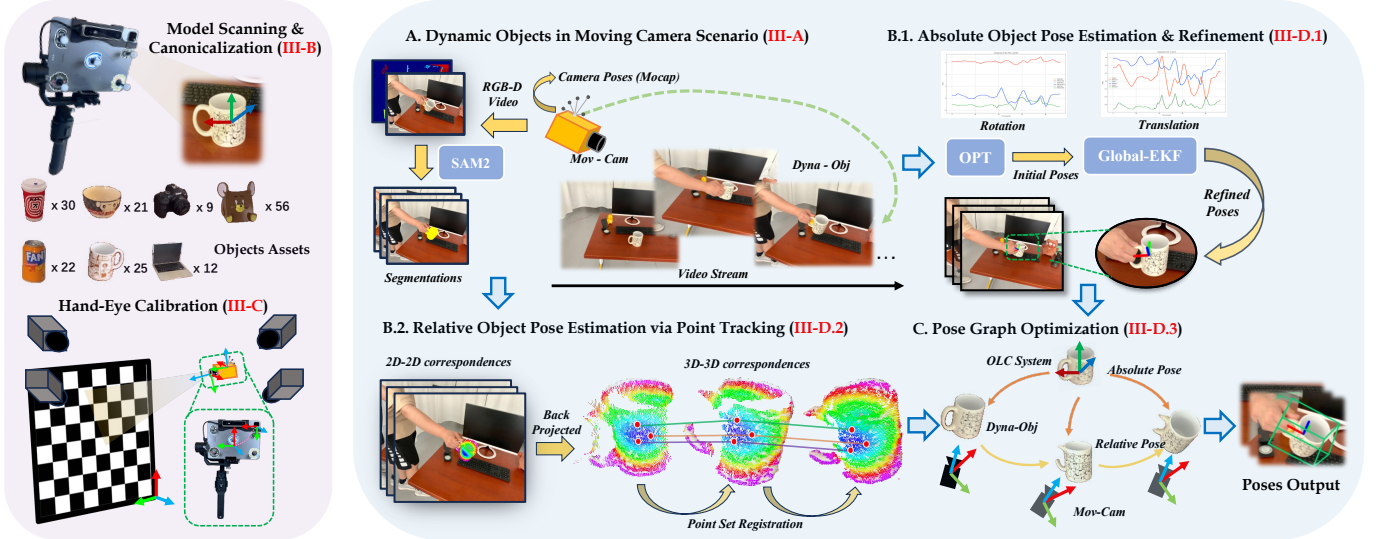 Model Scanning &
Canonicalization (III-B)
x 30
x 21
x 9
x 56
Objects Assets
FAN
x 22
x 25
x 12
Hand-Eye Calibration (III-C)
A. Dynamic Objects in Moving Camera Scenario (III-A)
RGB-D
Video
Camera Poses (Mocap)
Mov - Cam
SAM2
Dyna - Obj
Segmentations
Video Stream
...
B.1. Absolute Object Pose Estimation & Refinement (III-D.1)
Rotation
Translation
OPT
Initial Poses
Global-EKF
Refined
Poses
B.2. Relative Object Pose Estimation via Point Tracking (III-D.2)
2D-2D correspondences
3D-3D correspondences
Back
Projected
Point Set Registration
C. Pose Graph Optimization (III-D.3)
OLC System
Absolute Pose
Dyna-Obj
Relative Pose
Mov-Cam
Poses Output